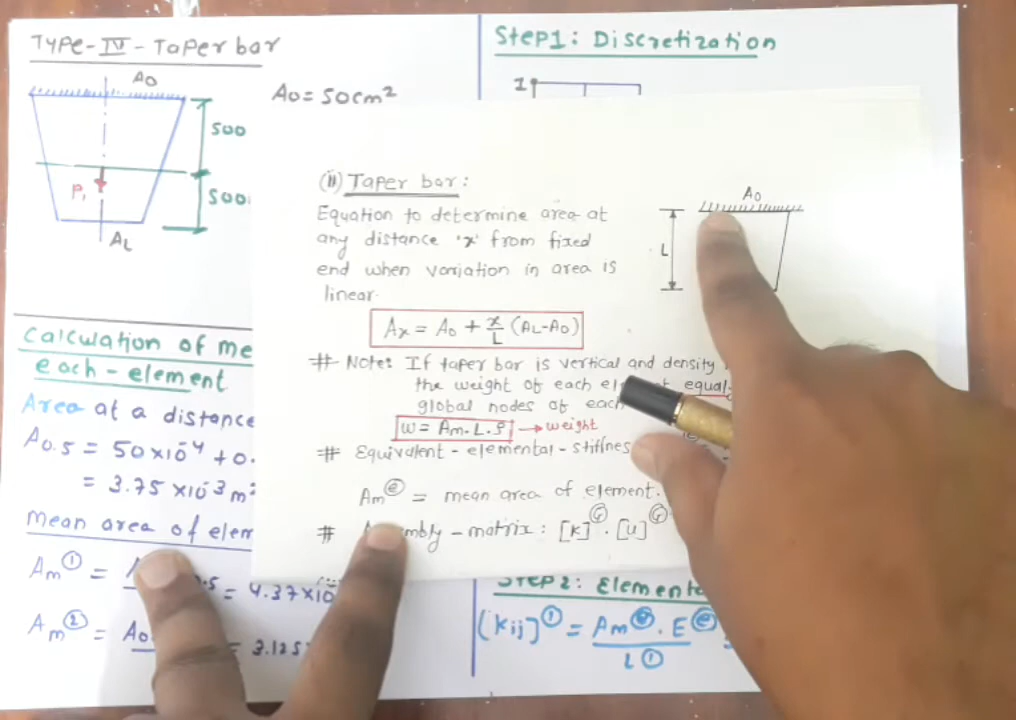 TYPE-IV-Taper bar
A0
A0 = 50cm²
500
500
P1
AL
Step1: Discretization
1
(ii) Taper bar:
Equation to determine area at
any distance 'x' from fixed
end when variation in area is
linear.
Ax = A0 + x/L (AL-A0)
# Note: If taper bar is vertical and density
the weight of each equal
global nodes of each
w = Am.L.ρ → weight
# Equivalent-elemental-stiffnes
Am^(e) = mean area of element.
# -matrix: [K]^(G) . [U]^(G)
A0
L
Calculation of me
each-element
Area at a distance
A0.5 = 50×10^-4 + 0.
= 3.75 ×10^-3 m²
Mean area of elem
Am^(1) = 0.5 = 4.37×10
Am^(2) = A0 = 3.125
STEP2: Elementa
[Kij]^(1) = Am^(e) . E^(e) / L^(1) =